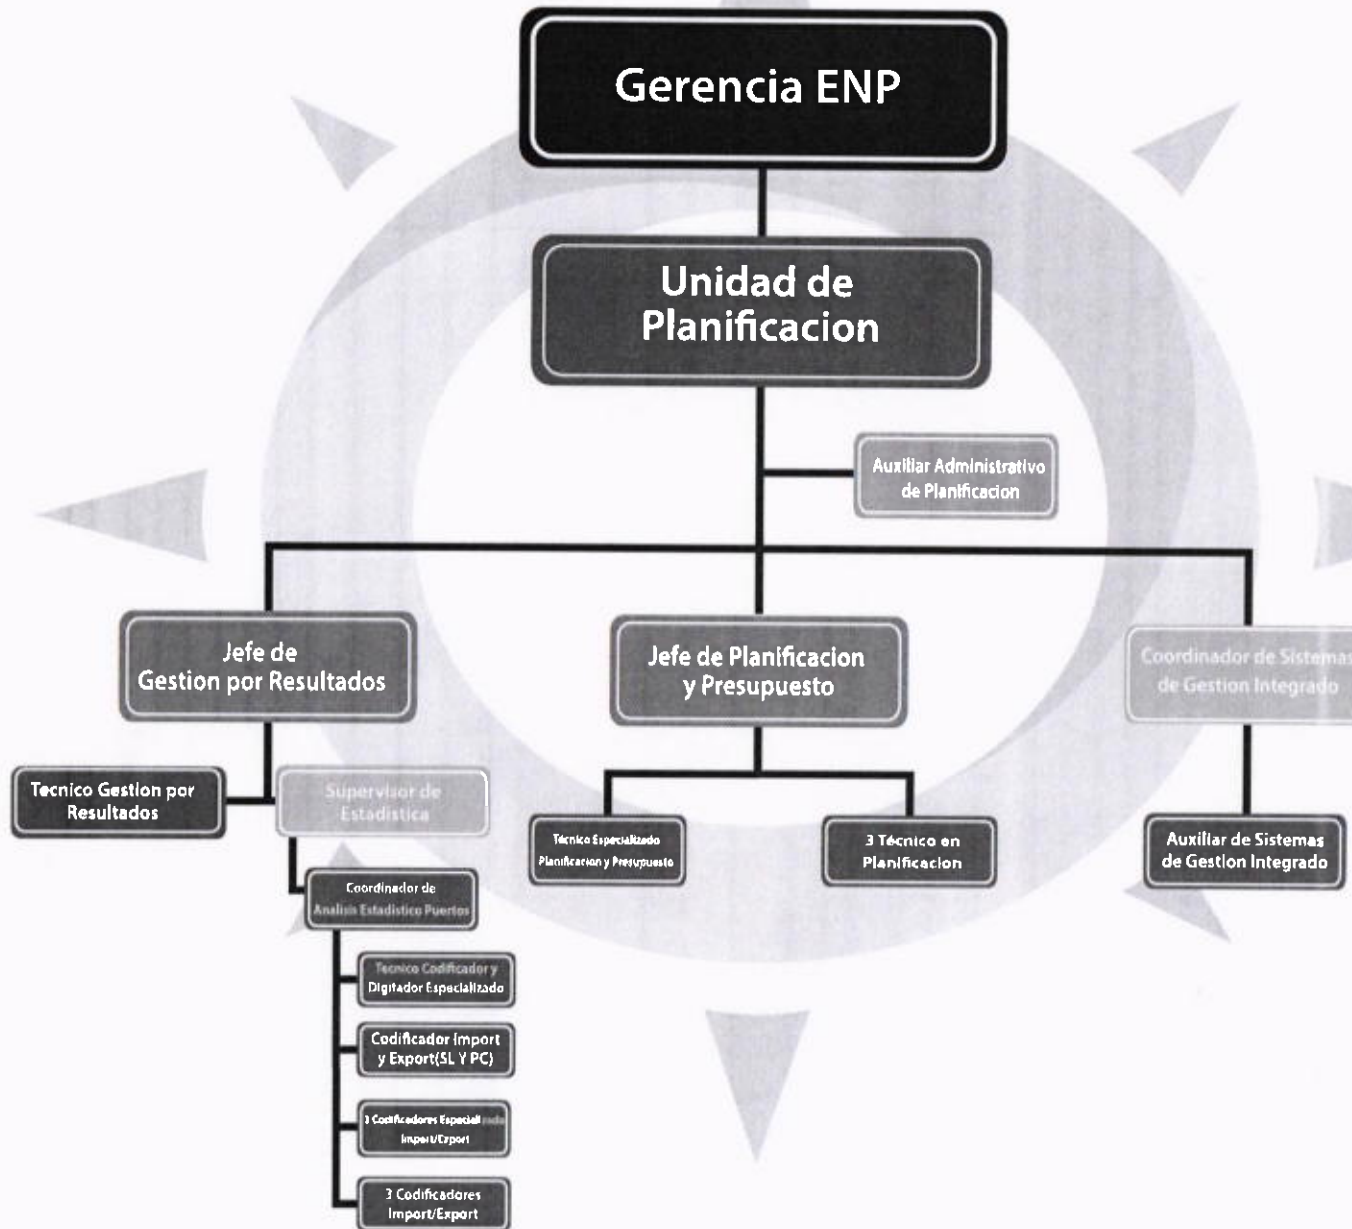 Gerencia ENP
Unidad de
Planificacion
Auxiliar Administrativo
de Planificacion
Jefe de
Gestion por Resultados
Jefe de Planificacion
y Presupuesto
Coordinador de Sistemas
de Gestion Integrado
Tecnico Gestion por
Resultados
Supervisor de
Estadistica
Técnico Especializado
Planificacion y Presupuesto
3 Técnico en
Planificacion
Auxiliar de Sistemas
de Gestion Integrado
Coordinador de
Analisis Estadistico Puertos
Tecnico Codificador y
Digitador Especializado
Codificador Import
y Export(SL Y PC)
3 Codificadores Especializado
Import/Export
3 Codificadores
Import/Export